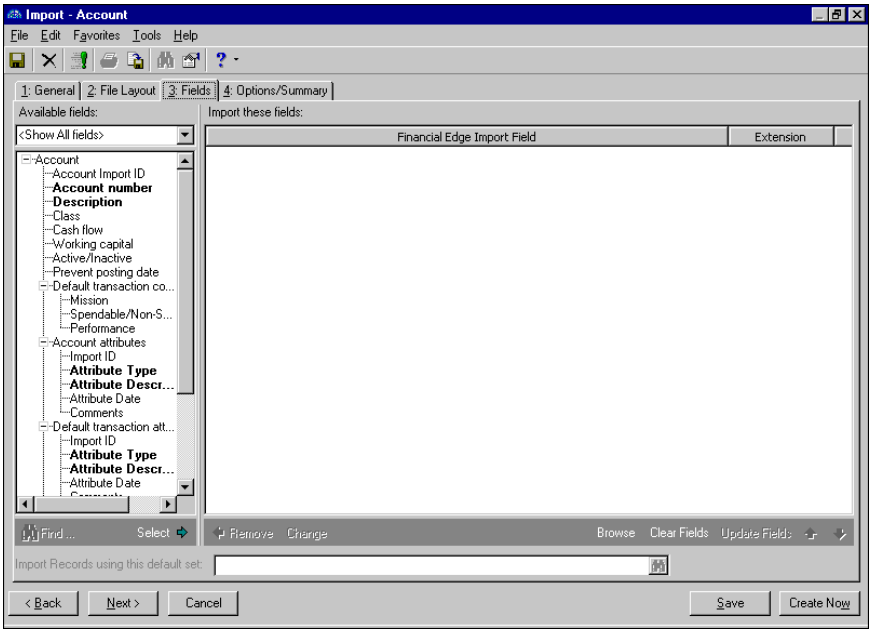 Import - Account
File Edit Favorites Tools Help
1: General 2: File Layout 3: Fields 4: Options/Summary
Available fields: Import these fields:
<Show All fields> Financial Edge Import Field Extension
Account
Account Import ID
Account number
Description
Class
Cash flow
Working capital
Active/Inactive
Prevent posting date
Default transaction co...
Mission
Spendable/Non-S...
Performance
Account attributes
Import ID
Attribute Type
Attribute Descr...
Attribute Date
Comments
Default transaction att...
Import ID
Attribute Type
Attribute Descr...
Attribute Date
Find ... Select Remove Change Browse Clear Fields Update Fields
Import Records using this default set:
< Back Next > Cancel Save Create Now